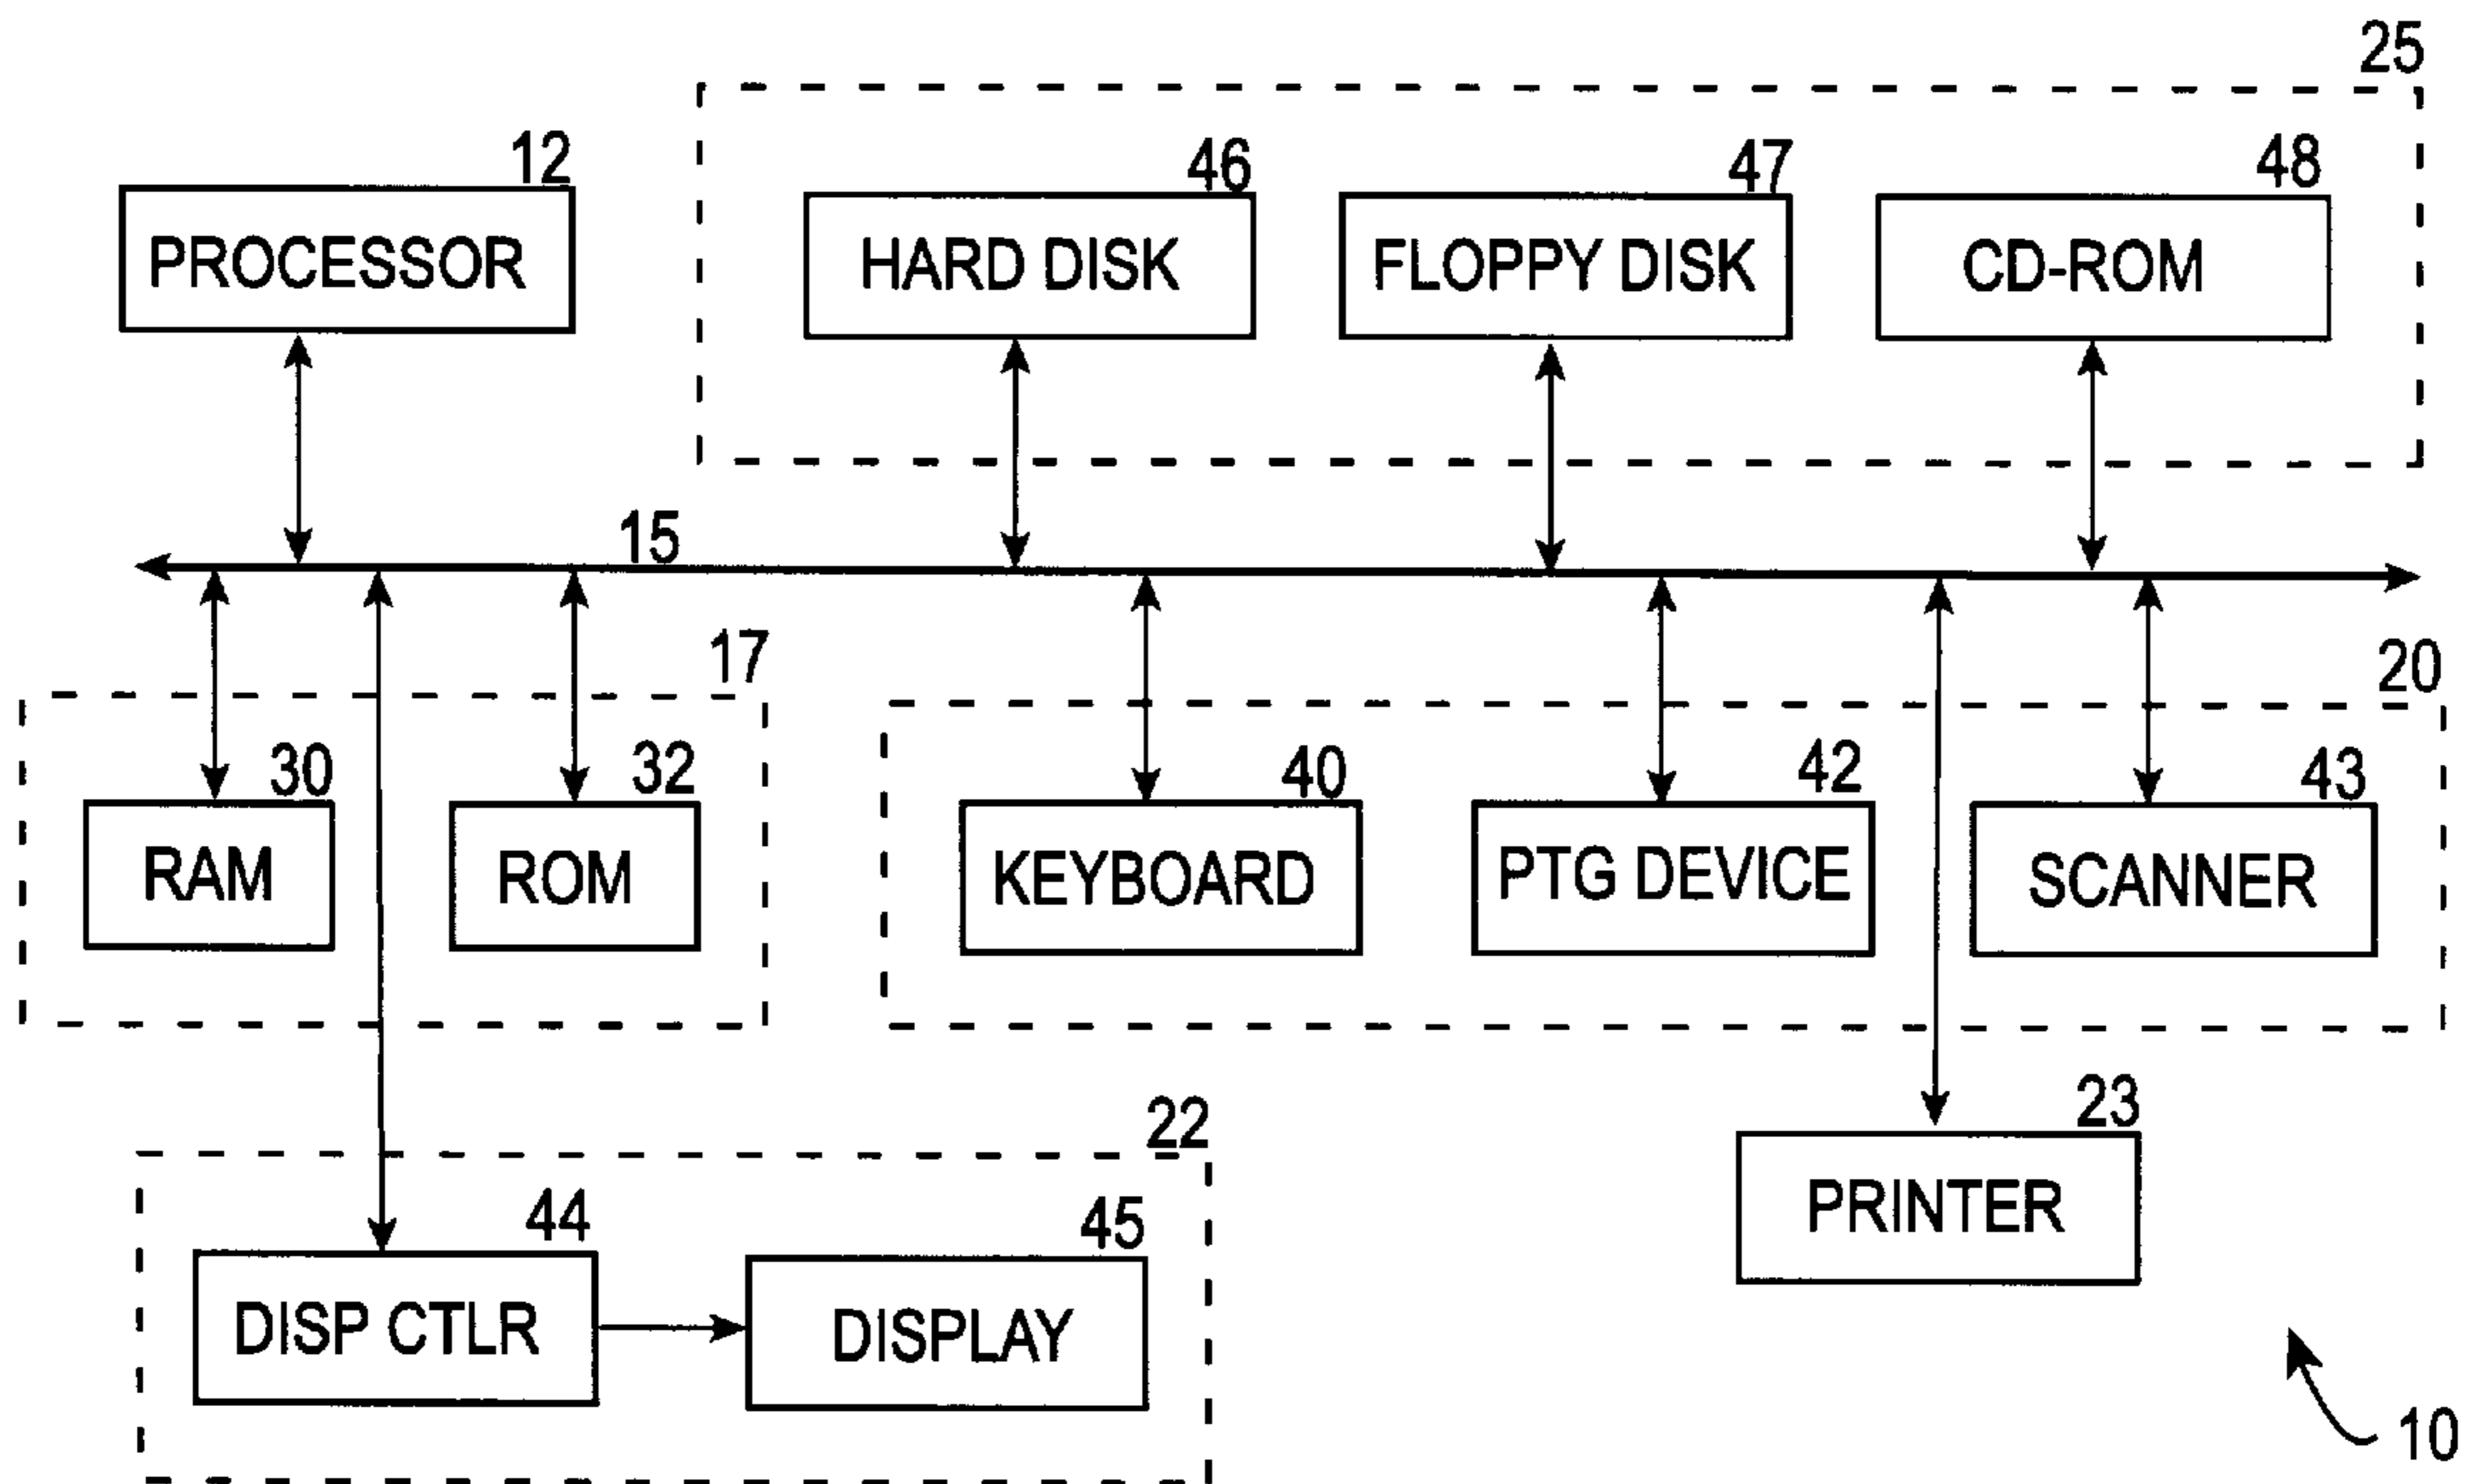 25
12
46
47
48
PROCESSOR
HARD DISK
FLOPPY DISK
CD-ROM
15
17
20
30
32
40
42
43
RAM
ROM
KEYBOARD
PTG DEVICE
SCANNER
22
23
44
45
PRINTER
DISP CTLR
DISPLAY
10